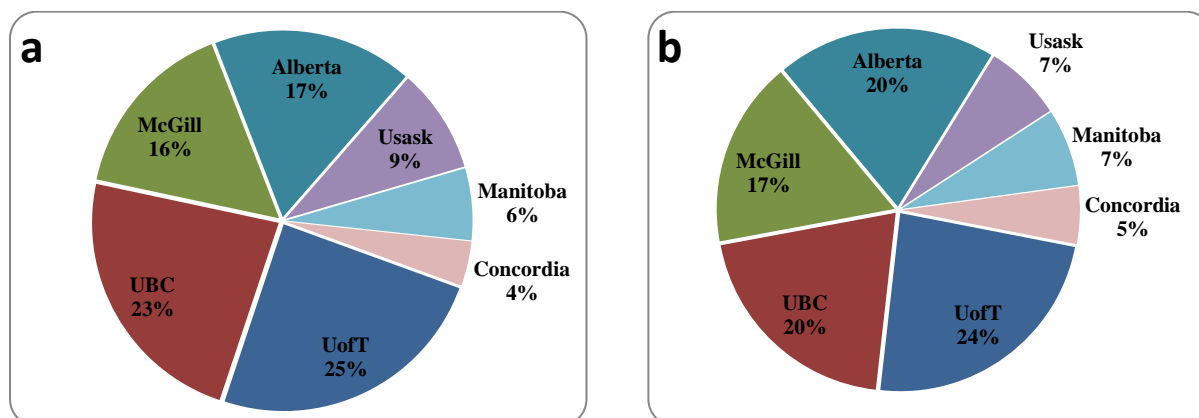 a
Alberta
17%
Usask
9%
Manitoba
6%
Concordia
4%
UofT
25%
UBC
23%
McGill
16%
b
Alberta
20%
Usask
7%
Manitoba
7%
Concordia
5%
UofT
24%
UBC
20%
McGill
17%